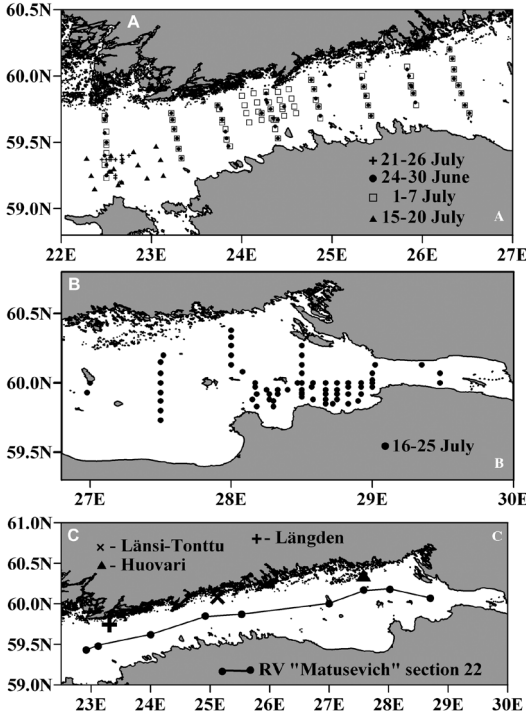 A
60.5N
60.0N
59.5N
59.0N
+ 21-26 July
● 24-30 June
□ 1-7 July
▲ 15-20 July
A
22E 23E 24E 25E 26E 27E
B
60.5N
60.0N
59.5N
● 16-25 July
B
27E 28E 29E 30E
C
C
61.0N
60.5N
60.0N
59.5N
59.0N
× - Länsi-Tonttu + - Längden
▲ - Huovari
RV "Matusevich" section 22
23E 24E 25E 26E 27E 28E 29E 30E